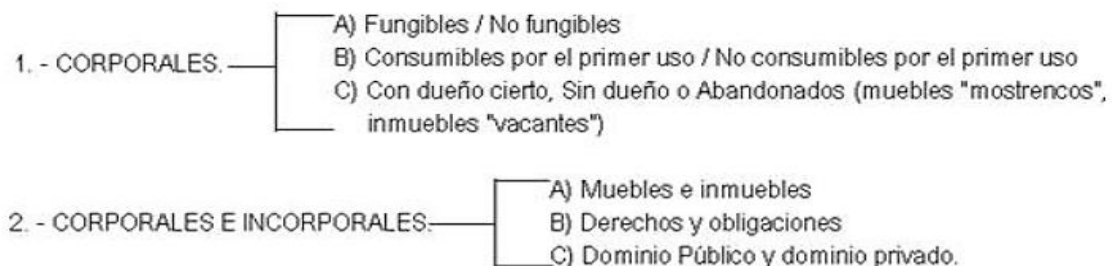 A) Fungibles / No fungibles
1. - CORPORALES.
B) Consumibles por el primer uso / No consumibles por el primer uso
C) Con dueño cierto, Sin dueño o Abandonados (muebles "mostrencos",
inmuebles "vacantes")
A) Muebles e inmuebles
2. - CORPORALES E INCORPORALES.
B) Derechos y obligaciones
C) Dominio Público y dominio privado.